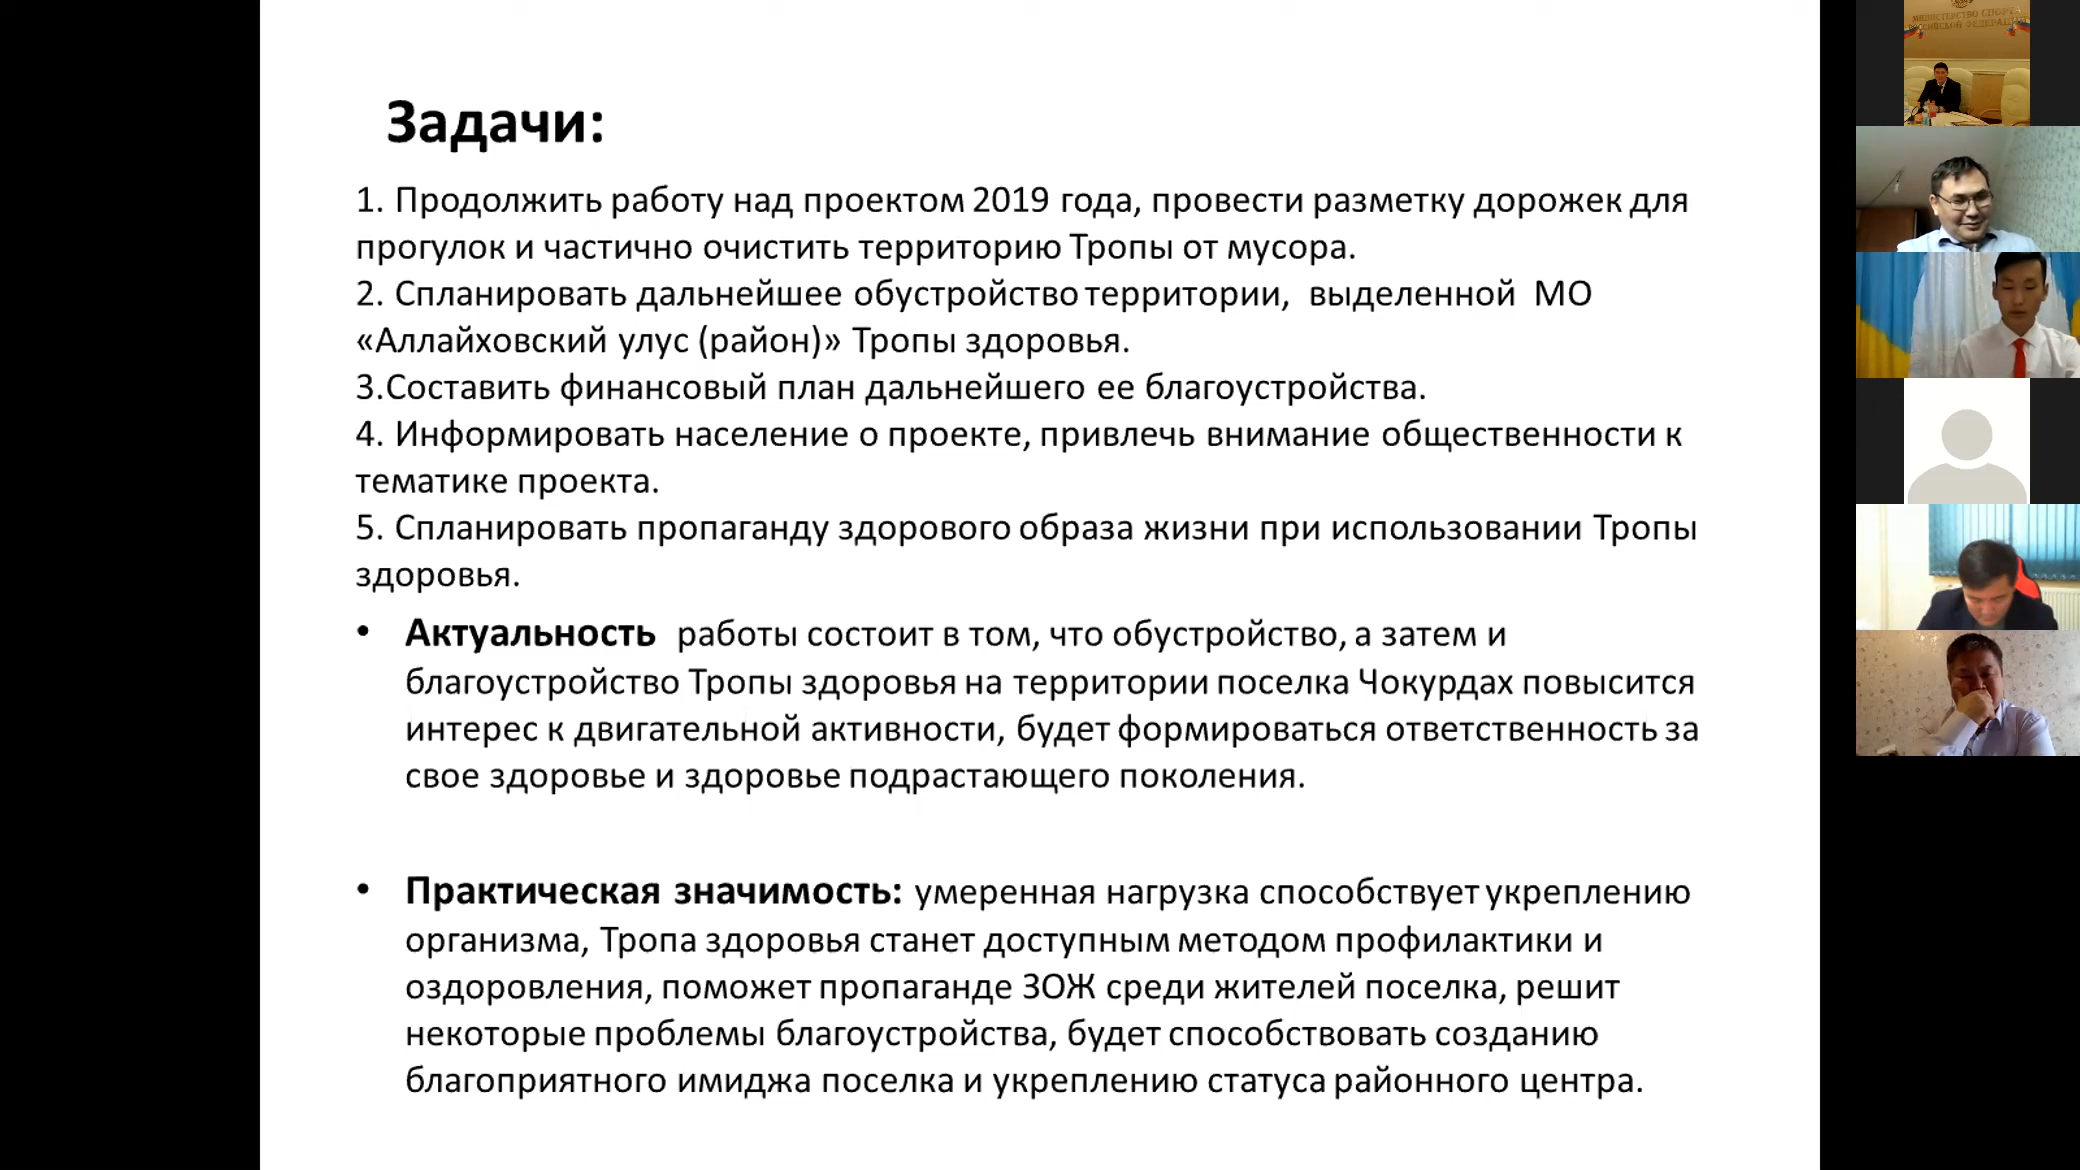 Задачи:
1. Продолжить работу над проектом 2019 года, провести разметку дорожек для
прогулок и частично очистить территорию Тропы от мусора.
2. Спланировать дальнейшее обустройство территории, выделенной МО
«Аллайховский улус (район)» Тропы здоровья.
3.Составить финансовый план дальнейшего ее благоустройства.
4. Информировать население о проекте, привлечь внимание общественности к
тематике проекта.
5. Спланировать пропаганду здорового образа жизни при использовании Тропы
здоровья.
• Актуальность работы состоит в том, что обустройство, а затем и
благоустройство Тропы здоровья на территории поселка Чокурдах повысится
интерес к двигательной активности, будет формироваться ответственность за
свое здоровье и здоровье подрастающего поколения.
• Практическая значимость: умеренная нагрузка способствует укреплению
организма, Тропа здоровья станет доступным методом профилактики и
оздоровления, поможет пропаганде ЗОЖ среди жителей поселка, решит
некоторые проблемы благоустройства, будет способствовать созданию
благоприятного имиджа поселка и укреплению статуса районного центра.
МИНИСТЕРСТВО СПОРТА
РОССИЙСКОЙ ФЕДЕРАЦИИ